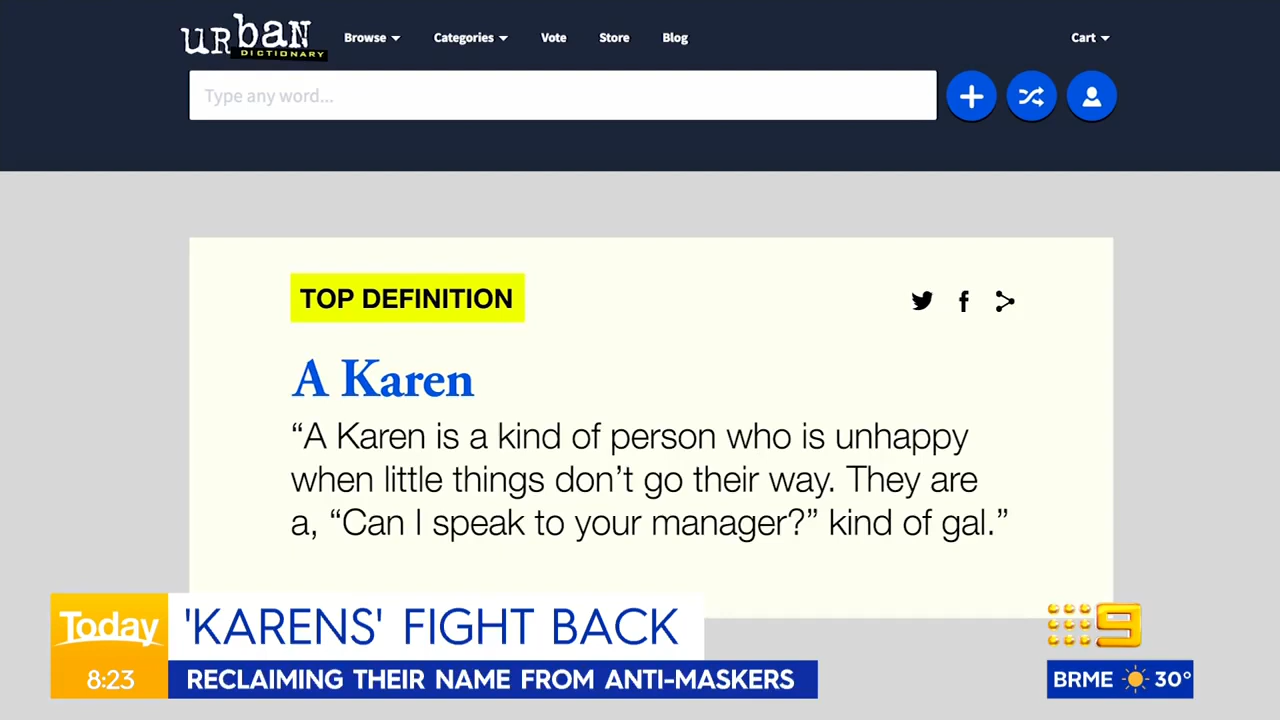 urban
DICTIONARY
Browse
Categories
Vote
Store
Blog
Cart
Type any word...
TOP DEFINITION
A Karen
“A Karen is a kind of person who is unhappy
when little things don’t go their way. They are
a, “Can I speak to your manager?” kind of gal.”
Today
8:23
'KARENS' FIGHT BACK
RECLAIMING THEIR NAME FROM ANTI-MASKERS
9
BRME 30°